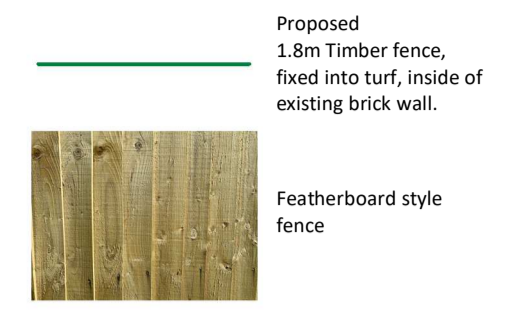 Proposed
1.8m Timber fence,
fixed into turf, inside of
existing brick wall.
Featherboard style
fence